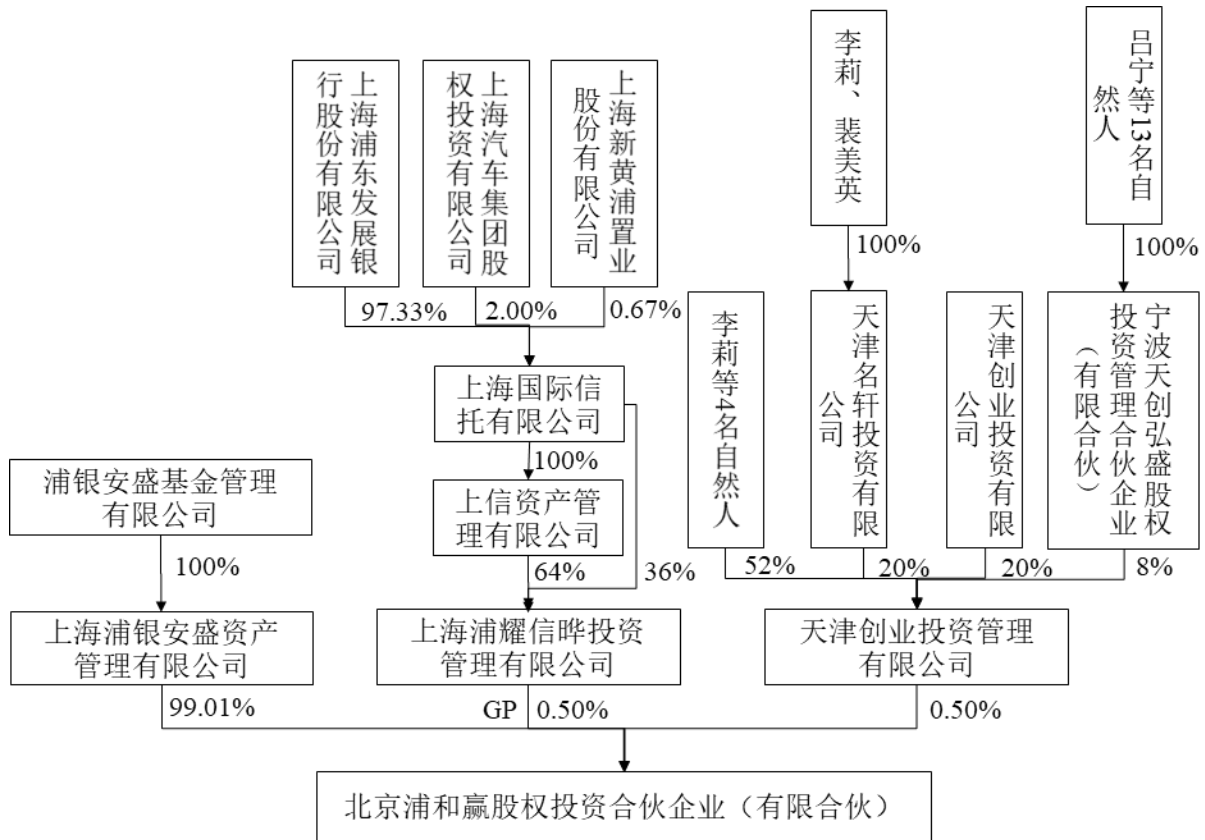 上海浦东发展银
行股份有限公司
上海汽车集团股
权投资有限公司
上海新黄浦置业
股份有限公司
李莉、裴美英
吕宁等13名自
然人
97.33%
2.00%
0.67%
100%
100%
上海国际信
托有限公司
李莉等4名自然人
天津名轩投资有限
公司
天津创业投资有限
公司
宁波天创弘盛股权
投资管理合伙企业
（有限合伙）
100%
浦银安盛基金管理
有限公司
上信资产管
理有限公司
100%
64%
36%
52%
20%
20%
8%
上海浦银安盛资产
管理有限公司
上海浦耀信晔投资
管理有限公司
天津创业投资管理
有限公司
99.01%
GP
0.50%
0.50%
北京浦和赢股权投资合伙企业（有限合伙）